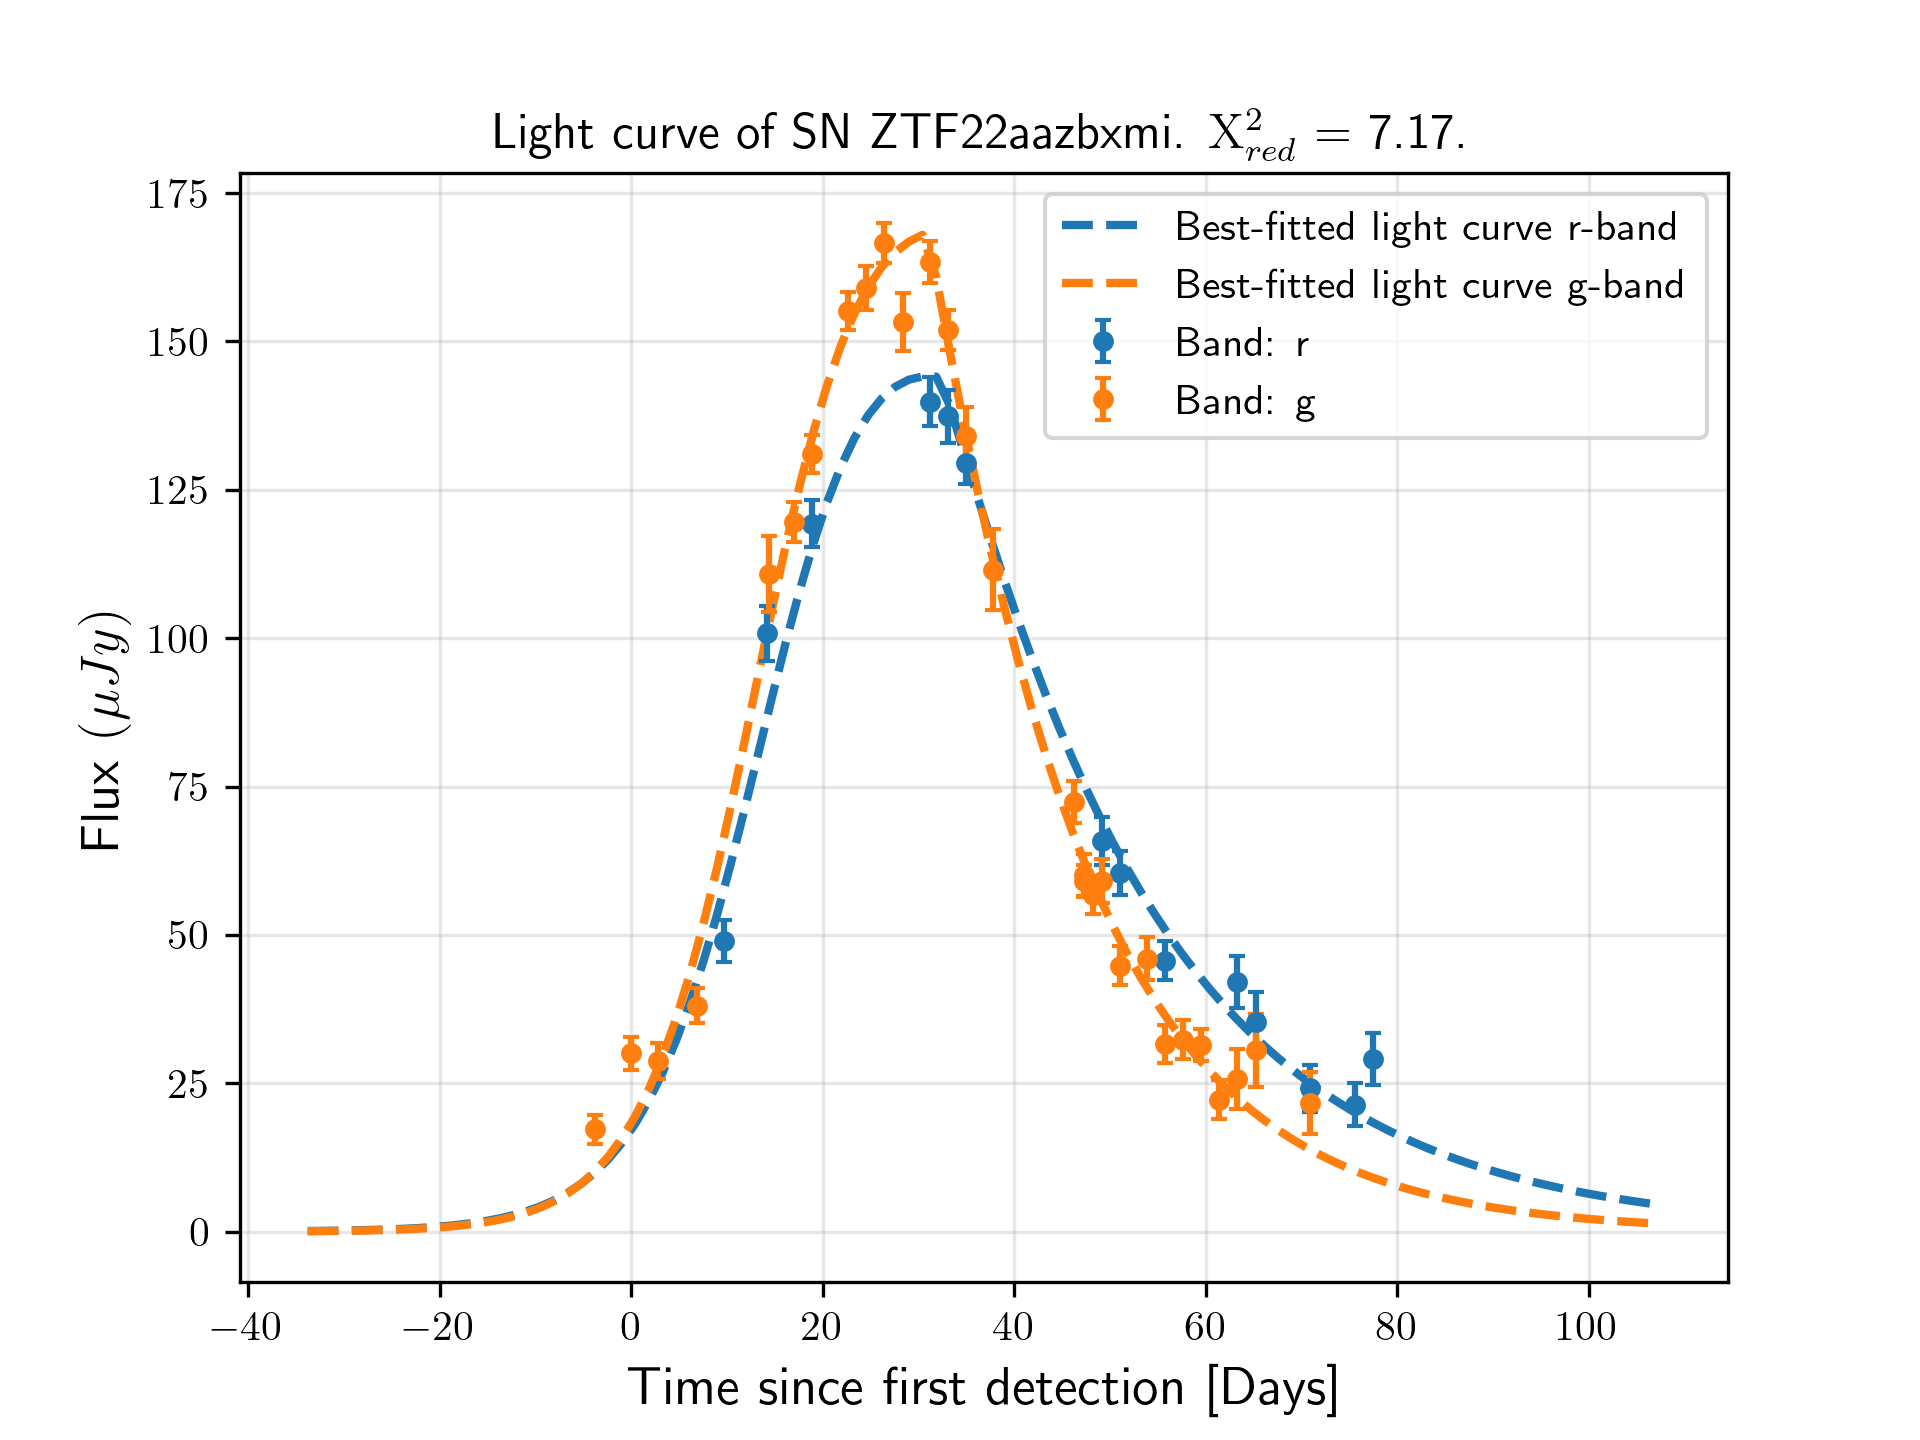 Light curve of SN ZTF22aazbxmi. X²_red = 7.17.
175
150
125
100
75
50
25
0
Flux (μJy)
Best-fitted light curve r-band
Best-fitted light curve g-band
Band: r
Band: g
−40 −20 0 20 40 60 80 100
Time since first detection [Days]